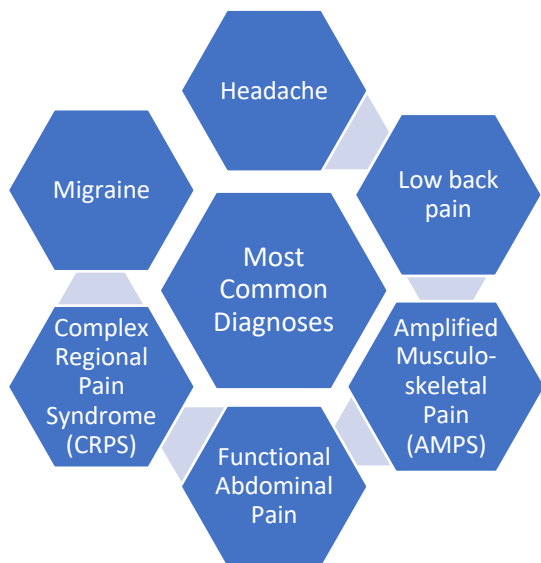 Headache
Migraine
Low back
pain
Most
Common
Diagnoses
Complex
Regional
Pain
Syndrome
(CRPS)
Amplified
Musculo-
skeletal
Pain
(AMPS)
Functional
Abdominal
Pain